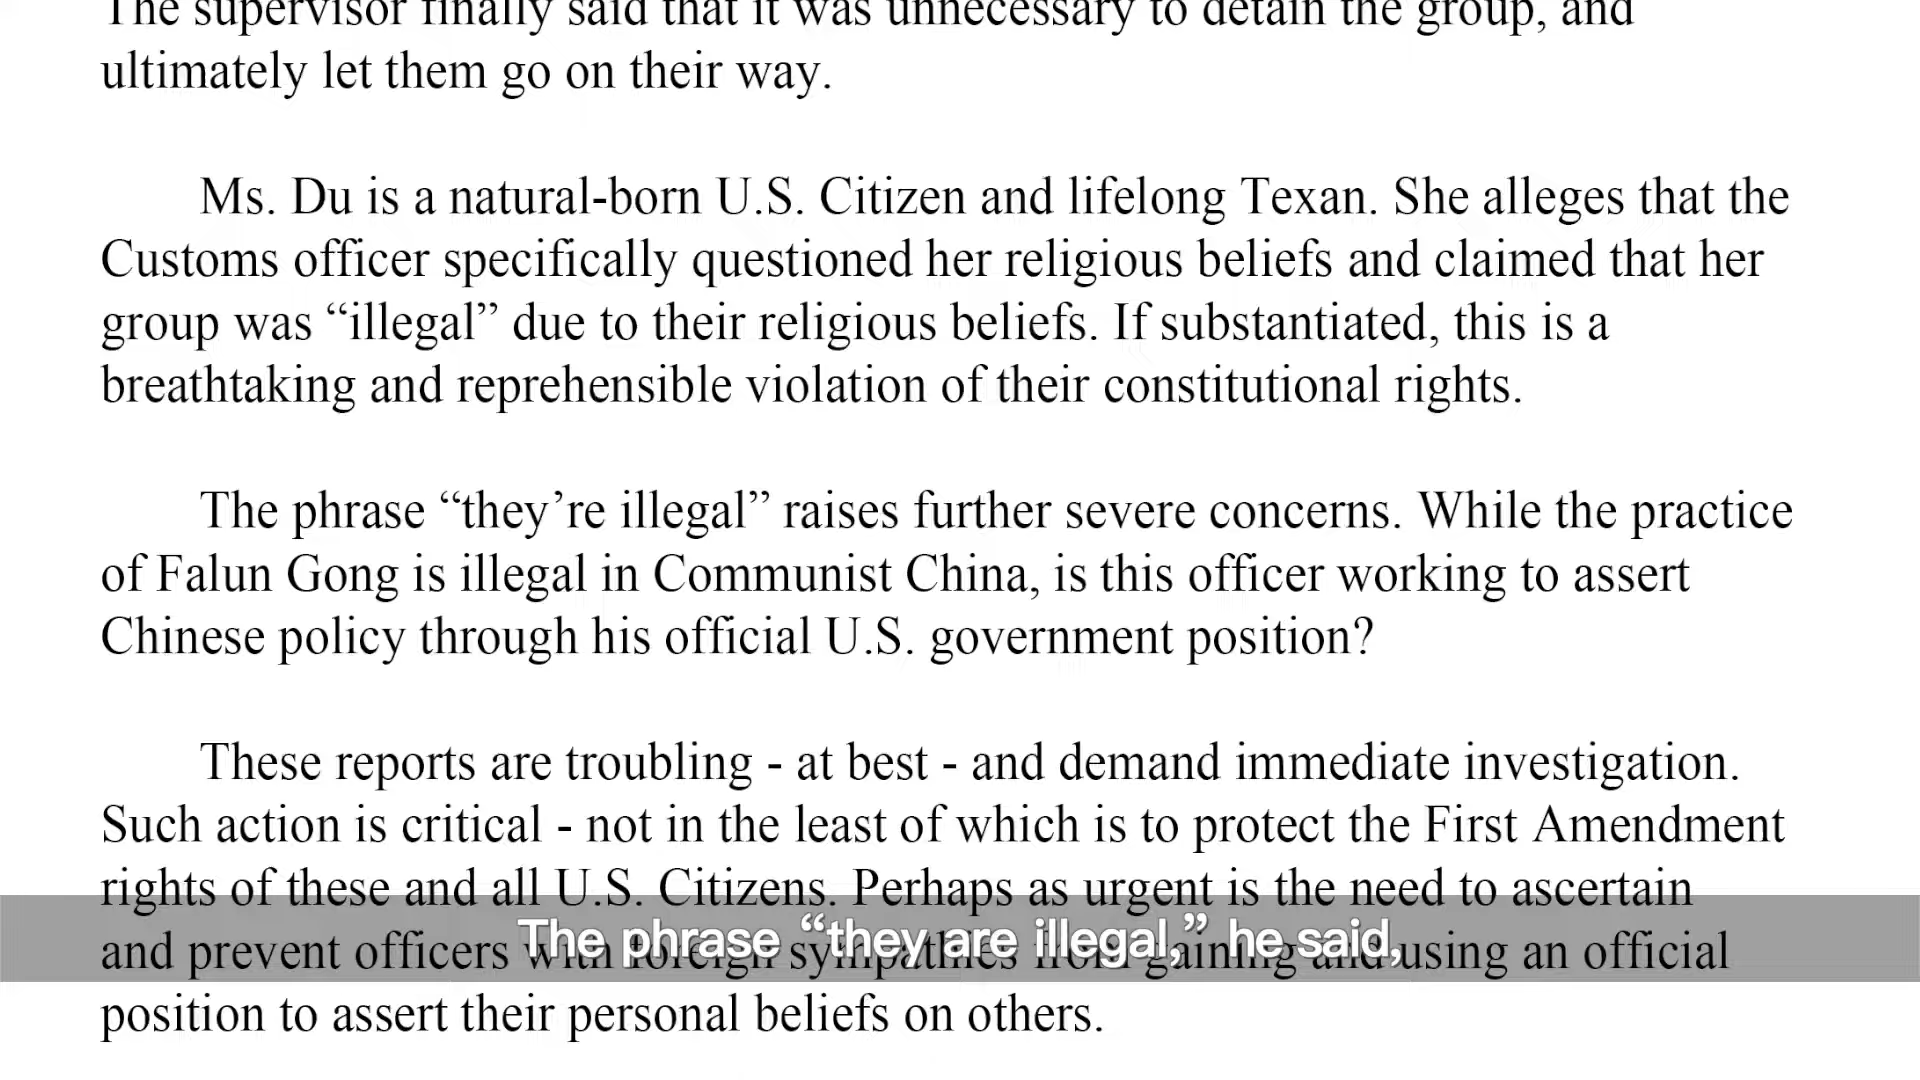 The supervisor finally said that it was unnecessary to detain the group, and
ultimately let them go on their way.
Ms. Du is a natural-born U.S. Citizen and lifelong Texan. She alleges that the
Customs officer specifically questioned her religious beliefs and claimed that her
group was “illegal” due to their religious beliefs. If substantiated, this is a
breathtaking and reprehensible violation of their constitutional rights.
The phrase “they’re illegal” raises further severe concerns. While the practice
of Falun Gong is illegal in Communist China, is this officer working to assert
Chinese policy through his official U.S. government position?
These reports are troubling - at best - and demand immediate investigation.
Such action is critical - not in the least of which is to protect the First Amendment
rights of these and all U.S. Citizens. Perhaps as urgent is the need to ascertain
and prevent officers with foreign sympathies from gaining and using an official
position to assert their personal beliefs on others.
The phrase “they are illegal,” he said,